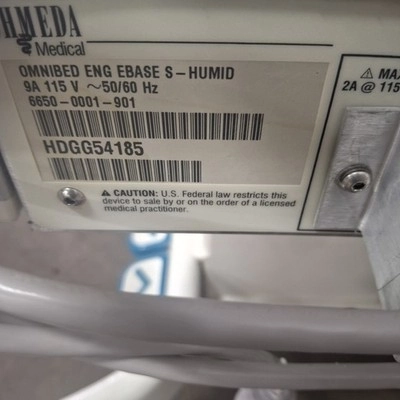 HMEDA
Medical
OMNIBED ENG EBASE S-HUMID
9A 115 V ~50/60 Hz
6650-0001-901
HDGG54185
⚠ CAUTION: U.S. Federal law restricts this
device to sale by or on the order of a licensed
medical practitioner.
⚠ MA
2A @ 115